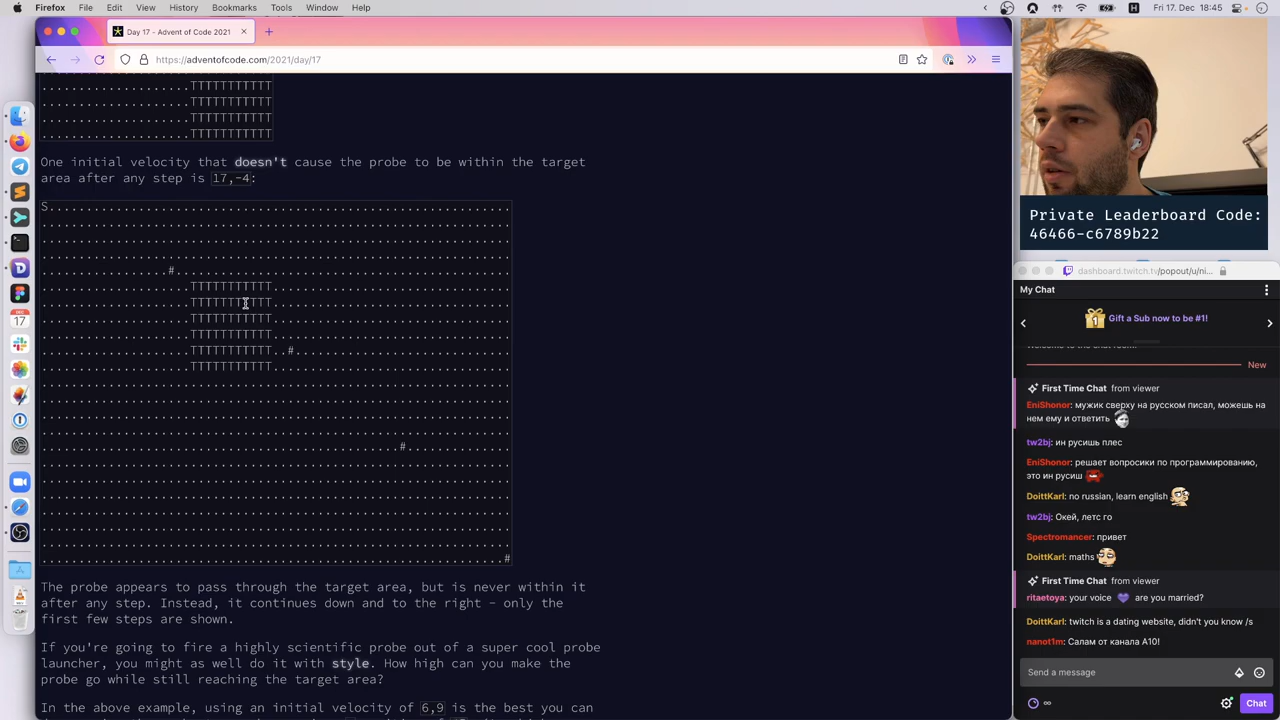 Firefox File Edit View History Bookmarks Tools Window Help
Fri 17. Dec 18:45
Day 17 - Advent of Code 2021
https://adventofcode.com/2021/day/17
One initial velocity that doesn't cause the probe to be within the target
area after any step is 17,-4:
The probe appears to pass through the target area, but is never within it
after any step. Instead, it continues down and to the right - only the
first few steps are shown.
If you're going to fire a highly scientific probe out of a super cool probe
launcher, you might as well do it with style. How high can you make the
probe go while still reaching the target area?
In the above example, using an initial velocity of 6,9 is the best you can
Private Leaderboard Code:
46466-c6789b22
dashboard.twitch.tv/popout/u/ni...
My Chat
Gift a Sub now to be #1!
New
First Time Chat from viewer
EniShonor: мужик сверху на русском писал, можешь на
нем ему и ответить
tw2bj: ин русишь плес
EniShonor: решает вопросики по программированию,
это ин русиш
DoittKarl: no russian, learn english
tw2bj: Окей, летс го
Spectromancer: привет
DoittKarl: maths
First Time Chat from viewer
ritaetoya: your voice are you married?
DoittKarl: twitch is a dating website, didn't you know /s
nanot1m: Салам от канала А10!
Send a message
Chat